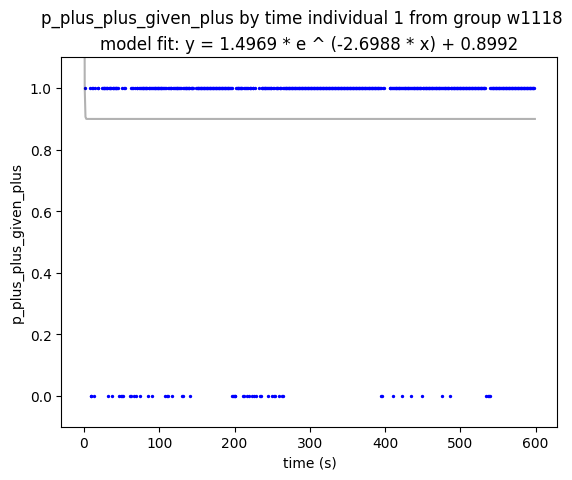 p_plus_plus_given_plus by time individual 1 from group w1118
model fit: y = 1.4969 * e ^ (-2.6988 * x) + 0.8992
p_plus_plus_given_plus
1.0
0.8
0.6
0.4
0.2
0.0
0 100 200 300 400 500 600
time (s)